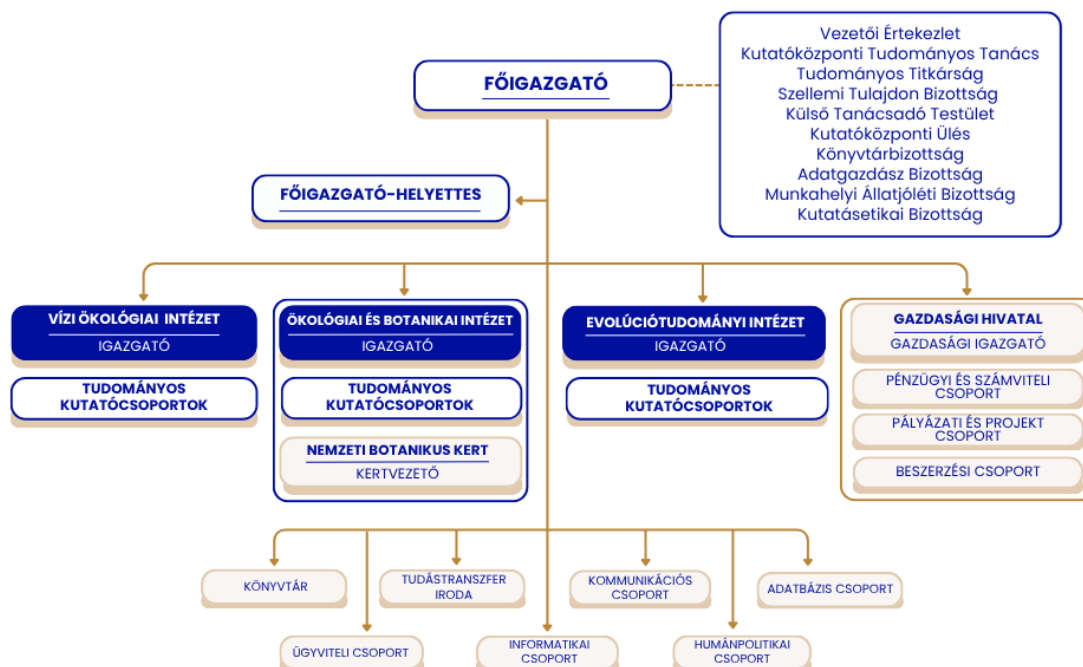 FŐIGAZGATÓ
Vezetői Értekezlet
Kutatóközponti Tudományos Tanács
Tudományos Titkárság
Szellemi Tulajdon Bizottság
Külső Tanácsadó Testület
Kutatóközponti Ülés
Könyvtárbizottság
Adatgazdász Bizottság
Munkahelyi Állatjóléti Bizottság
Kutatásetikai Bizottság
FŐIGAZGATÓ-HELYETTES
VÍZI ÖKOLÓGIAI INTÉZET
IGAZGATÓ
TUDOMÁNYOS
KUTATÓCSOPORTOK
ÖKOLÓGIAI ÉS BOTANIKAI INTÉZET
IGAZGATÓ
TUDOMÁNYOS
KUTATÓCSOPORTOK
NEMZETI BOTANIKUS KERT
KERTVEZETŐ
EVOLÚCIÓTUDOMÁNYI INTÉZET
IGAZGATÓ
TUDOMÁNYOS
KUTATÓCSOPORTOK
GAZDASÁGI HIVATAL
GAZDASÁGI IGAZGATÓ
PÉNZÜGYI ÉS SZÁMVITELI
CSOPORT
PÁLYÁZATI ÉS PROJEKT
CSOPORT
BESZERZÉSI CSOPORT
KÖNYVTÁR
TUDÁSTRANSZFER
IRODA
KOMMUNIKÁCIÓS
CSOPORT
ADATBÁZIS CSOPORT
ÜGYVITELI CSOPORT
INFORMATIKAI
CSOPORT
HUMÁNPOLITIKAI
CSOPORT